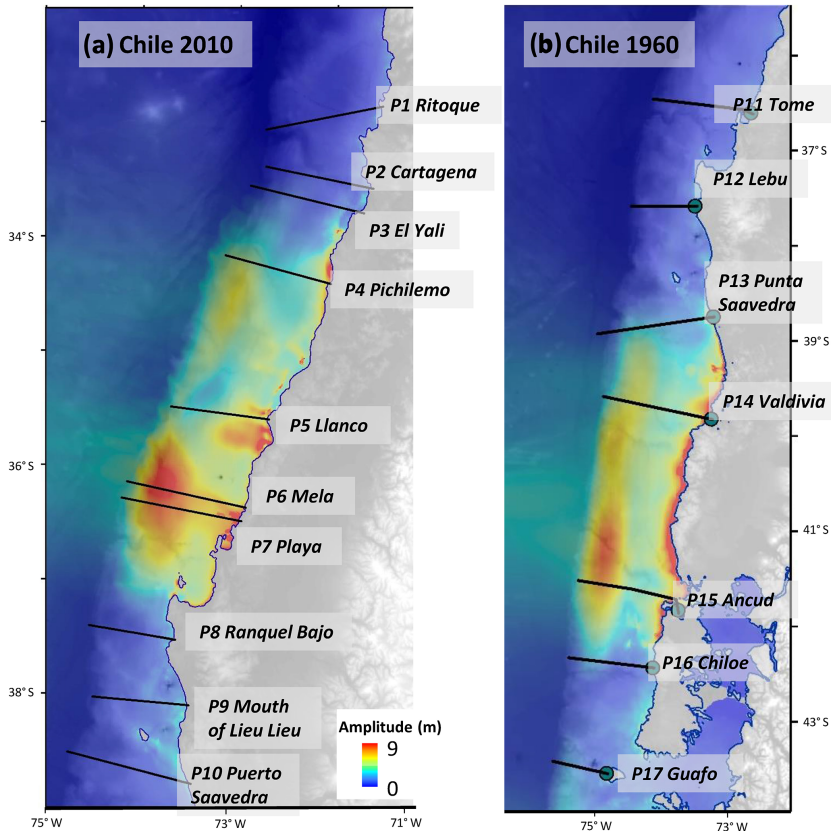 (a) Chile 2010
P1 Ritoque
P2 Cartagena
P3 El Yali
34°S
P4 Pichilemo
P5 Llanco
36°S
P6 Mela
P7 Playa
P8 Ranquel Bajo
38°S
P9 Mouth
of Lieu Lieu
Amplitude (m)
9
0
P10 Puerto
Saavedra
75°W
73°W
71°W
(b) Chile 1960
P11 Tome
37°S
P12 Lebu
P13 Punta
Saavedra
39°S
P14 Valdivia
41°S
P15 Ancud
P16 Chiloe
43°S
P17 Guafo
75°W
73°W